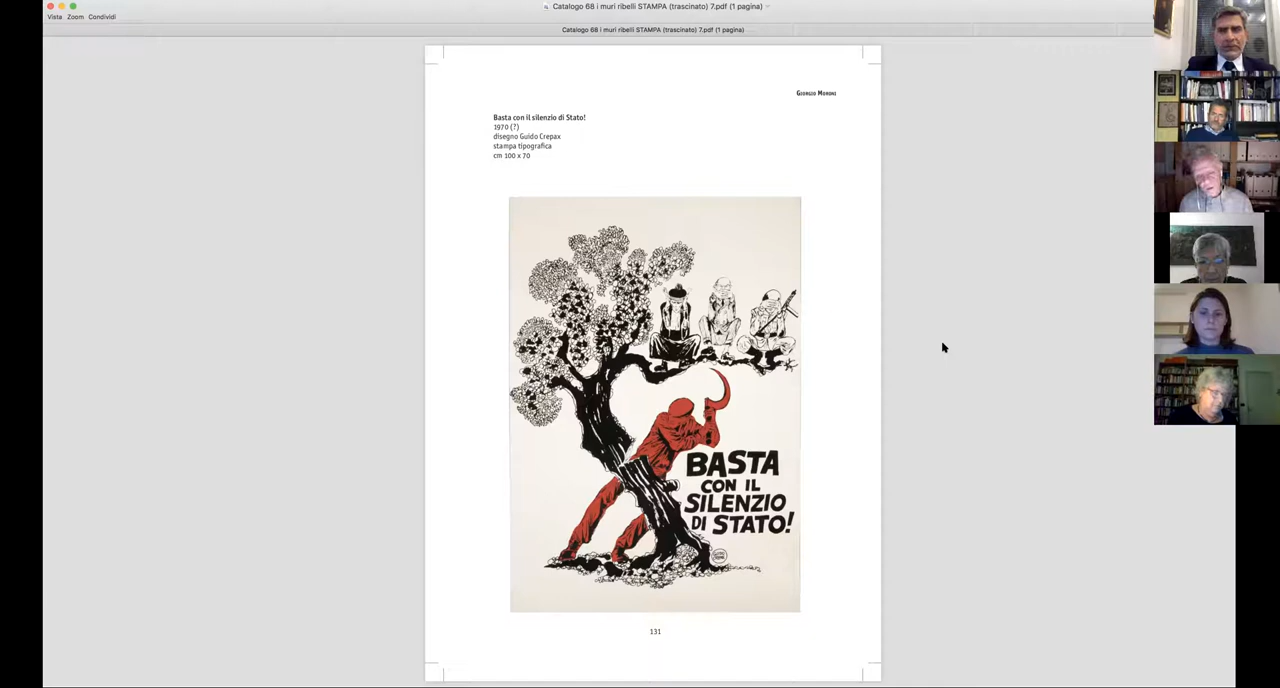 Catalogo 68 i muri ribelli STAMPA (trascinato) 7.pdf (1 pagina)
Vista Zoom Condividi
Catalogo 68 i muri ribelli STAMPA (trascinato) 7.pdf (1 pagina)
Giorgio Moroni
Basta con il silenzio di Stato!
1970 (?)
disegno Guido Crepax
stampa tipografica
cm 100 x 70
BASTA
CON IL
SILENZIO
DI STATO!
131